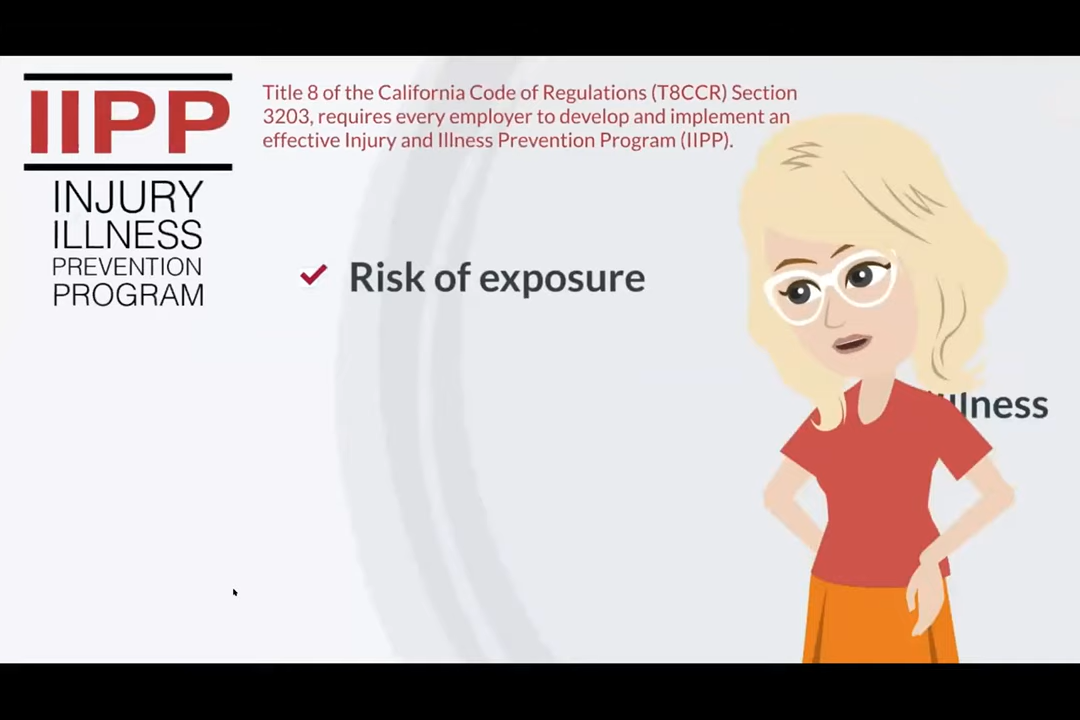 IIPP
INJURY
ILLNESS
PREVENTION
PROGRAM
Title 8 of the California Code of Regulations (T8CCR) Section
3203, requires every employer to develop and implement an
effective Injury and Illness Prevention Program (IIPP).
Risk of exposure
Illness